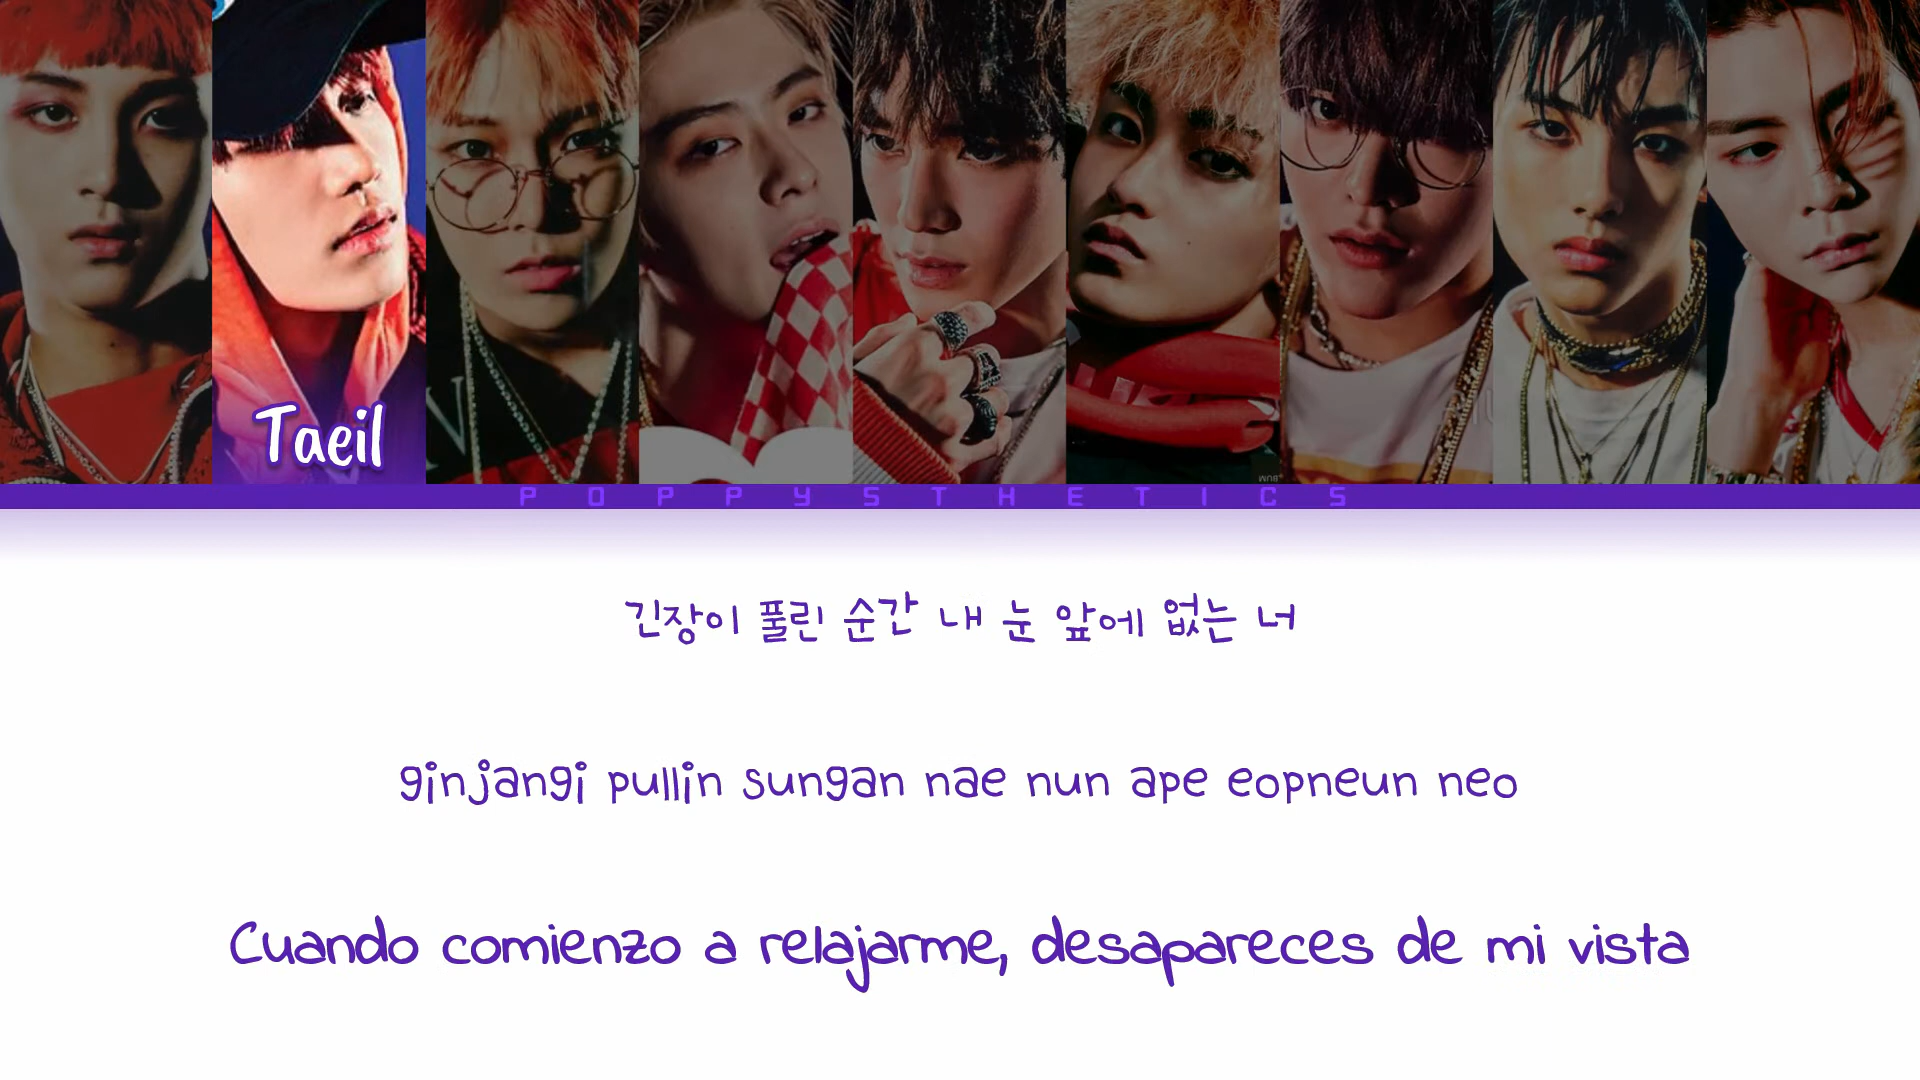 Taeil
POPPYSTHETICS
긴장이 풀린 순간 내 눈 앞에 없는 너
ginjangi pullin sungan nae nun ape eopneun neo
Cuando comienzo a relajarme, desapareces de mi vista